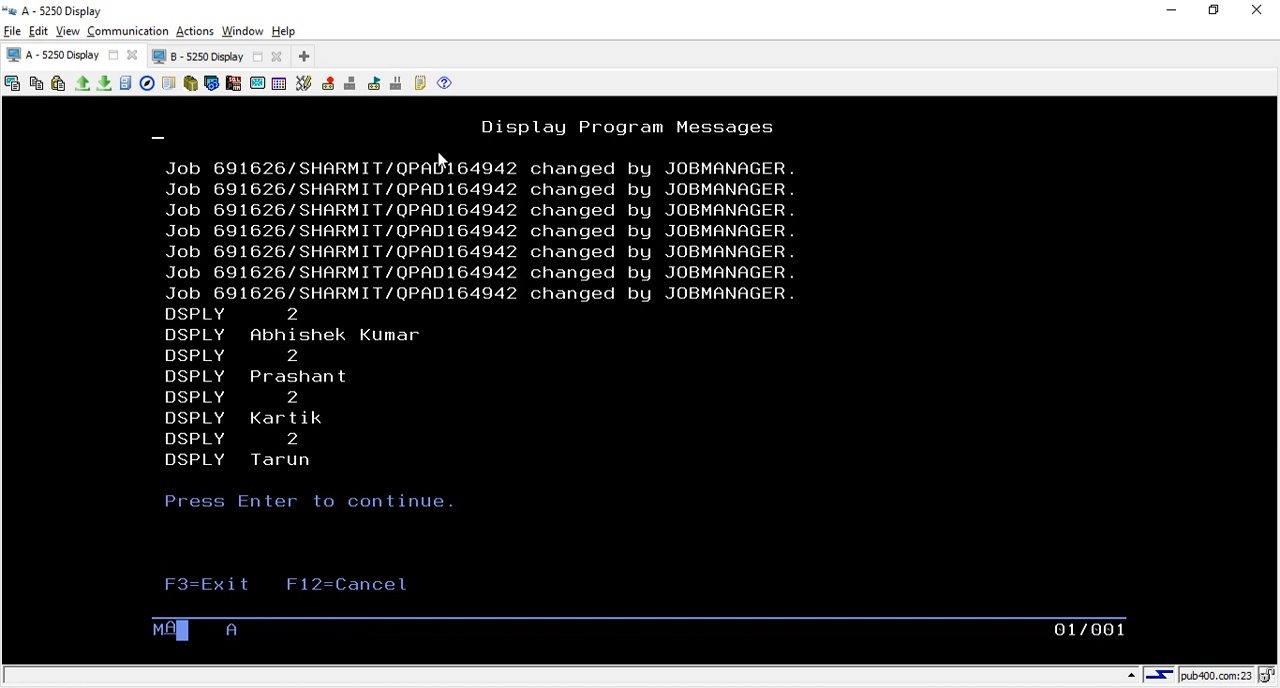 A - 5250 Display
File Edit View Communication Actions Window Help
A - 5250 Display B - 5250 Display
Display Program Messages
Job 691626/SHARMIT/QPAD164942 changed by JOBMANAGER.
Job 691626/SHARMIT/QPAD164942 changed by JOBMANAGER.
Job 691626/SHARMIT/QPAD164942 changed by JOBMANAGER.
Job 691626/SHARMIT/QPAD164942 changed by JOBMANAGER.
Job 691626/SHARMIT/QPAD164942 changed by JOBMANAGER.
Job 691626/SHARMIT/QPAD164942 changed by JOBMANAGER.
Job 691626/SHARMIT/QPAD164942 changed by JOBMANAGER.
DSPLY 2
DSPLY Abhishek Kumar
DSPLY 2
DSPLY Prashant
DSPLY 2
DSPLY Kartik
DSPLY 2
DSPLY Tarun
Press Enter to continue.
F3=Exit F12=Cancel
MA A 01/001
pub400.com:23